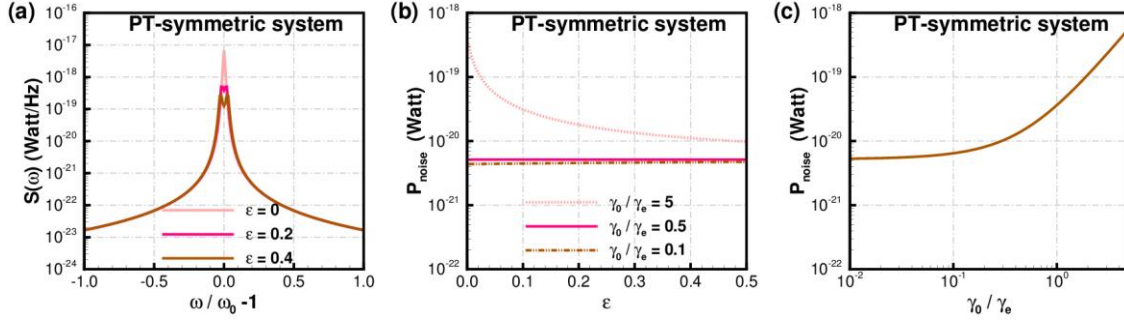 (a)
PT-symmetric system
S(ω) (Watt/Hz)
10⁻¹⁶
10⁻¹⁷
10⁻¹⁸
10⁻¹⁹
10⁻²⁰
10⁻²¹
10⁻²²
10⁻²³
10⁻²⁴
ε = 0
ε = 0.2
ε = 0.4
-1.0 -0.5 0.0 0.5 1.0
ω / ω₀ -1
(b)
PT-symmetric system
P_noise (Watt)
10⁻¹⁸
10⁻¹⁹
10⁻²⁰
10⁻²¹
10⁻²²
γ₀ / γₑ = 5
γ₀ / γₑ = 0.5
γ₀ / γₑ = 0.1
0.0 0.1 0.2 0.3 0.4 0.5
ε
(c)
PT-symmetric system
P_noise (Watt)
10⁻¹⁸
10⁻¹⁹
10⁻²⁰
10⁻²¹
10⁻²²
10⁻² 10⁻¹ 10⁰
γ₀ / γₑ